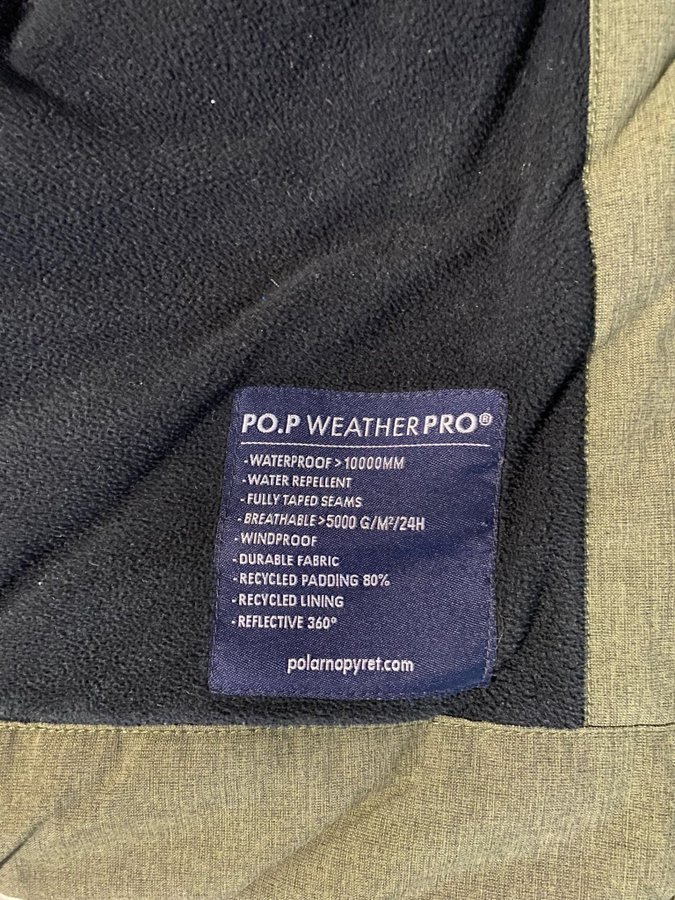 PO.P WEATHERPRO®
-WATERPROOF>10000MM
-WATER REPELLENT
-FULLY TAPED SEAMS
-BREATHABLE>5000 G/M²/24H
-WINDPROOF
-DURABLE FABRIC
-RECYCLED PADDING 80%
-RECYCLED LINING
-REFLECTIVE 360°
polarnopyret.com